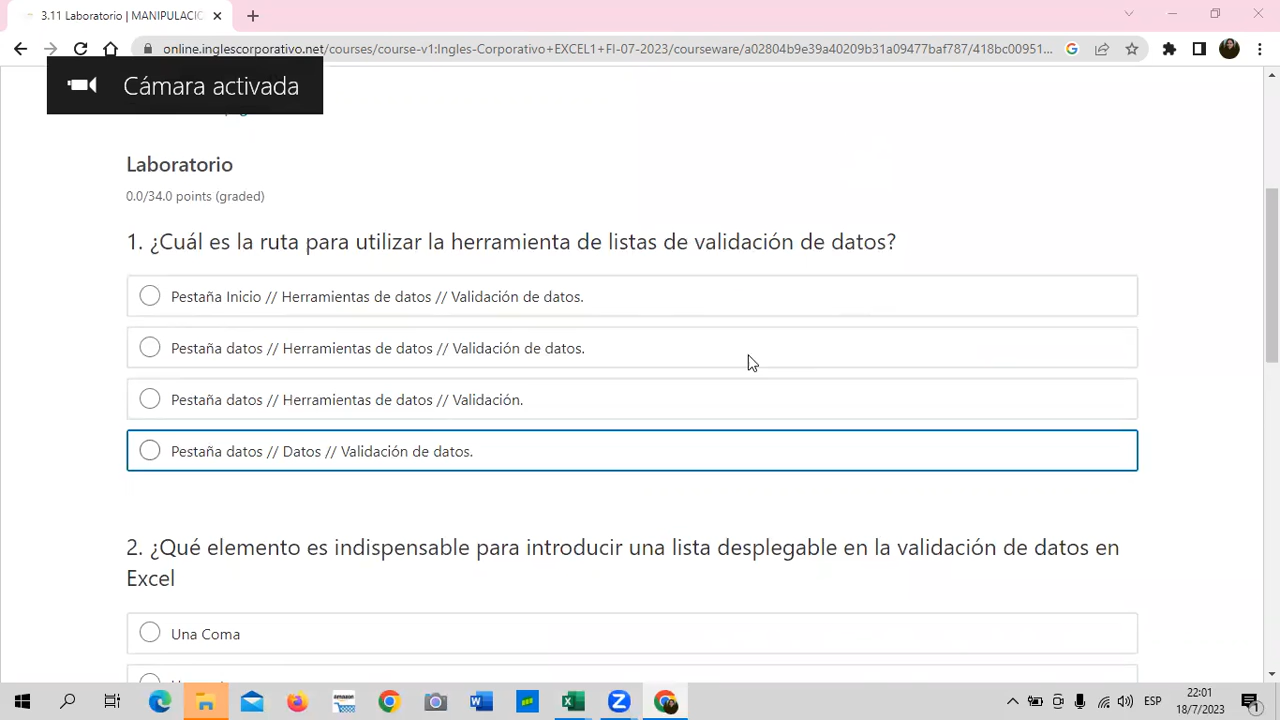 3.11 Laboratorio | MANIPULACIO
online.inglescorporativo.net/courses/course-v1:Ingles-Corporativo+EXCEL1+FI-07-2023/courseware/a02804b9e39a40209b31a09477baf787/418bc00951...
Cámara activada
Laboratorio
0.0/34.0 points (graded)
1. ¿Cuál es la ruta para utilizar la herramienta de listas de validación de datos?
Pestaña Inicio // Herramientas de datos // Validación de datos.
Pestaña datos // Herramientas de datos // Validación de datos.
Pestaña datos // Herramientas de datos // Validación.
Pestaña datos // Datos // Validación de datos.
2. ¿Qué elemento es indispensable para introducir una lista desplegable en la validación de datos en
Excel
Una Coma
ESP
22:01
18/7/2023